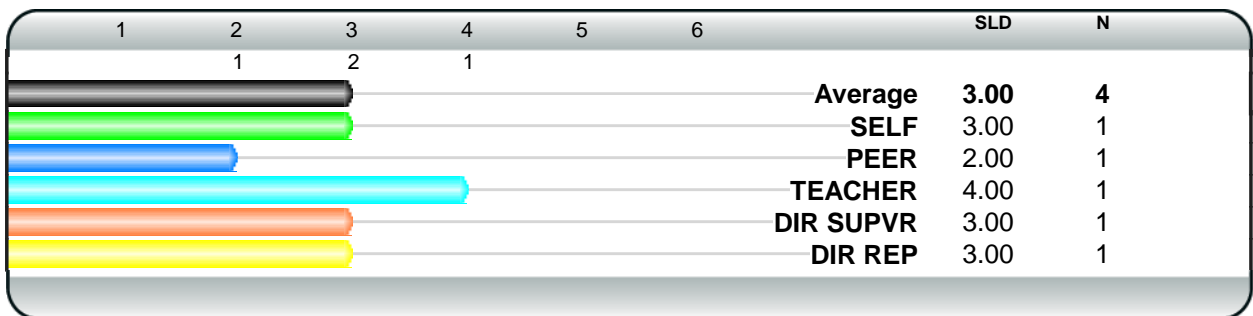 1 2 3 4 5 6 SLD N
1 2 1
Average 3.00 4
SELF 3.00 1
PEER 2.00 1
TEACHER 4.00 1
DIR SUPVR 3.00 1
DIR REP 3.00 1